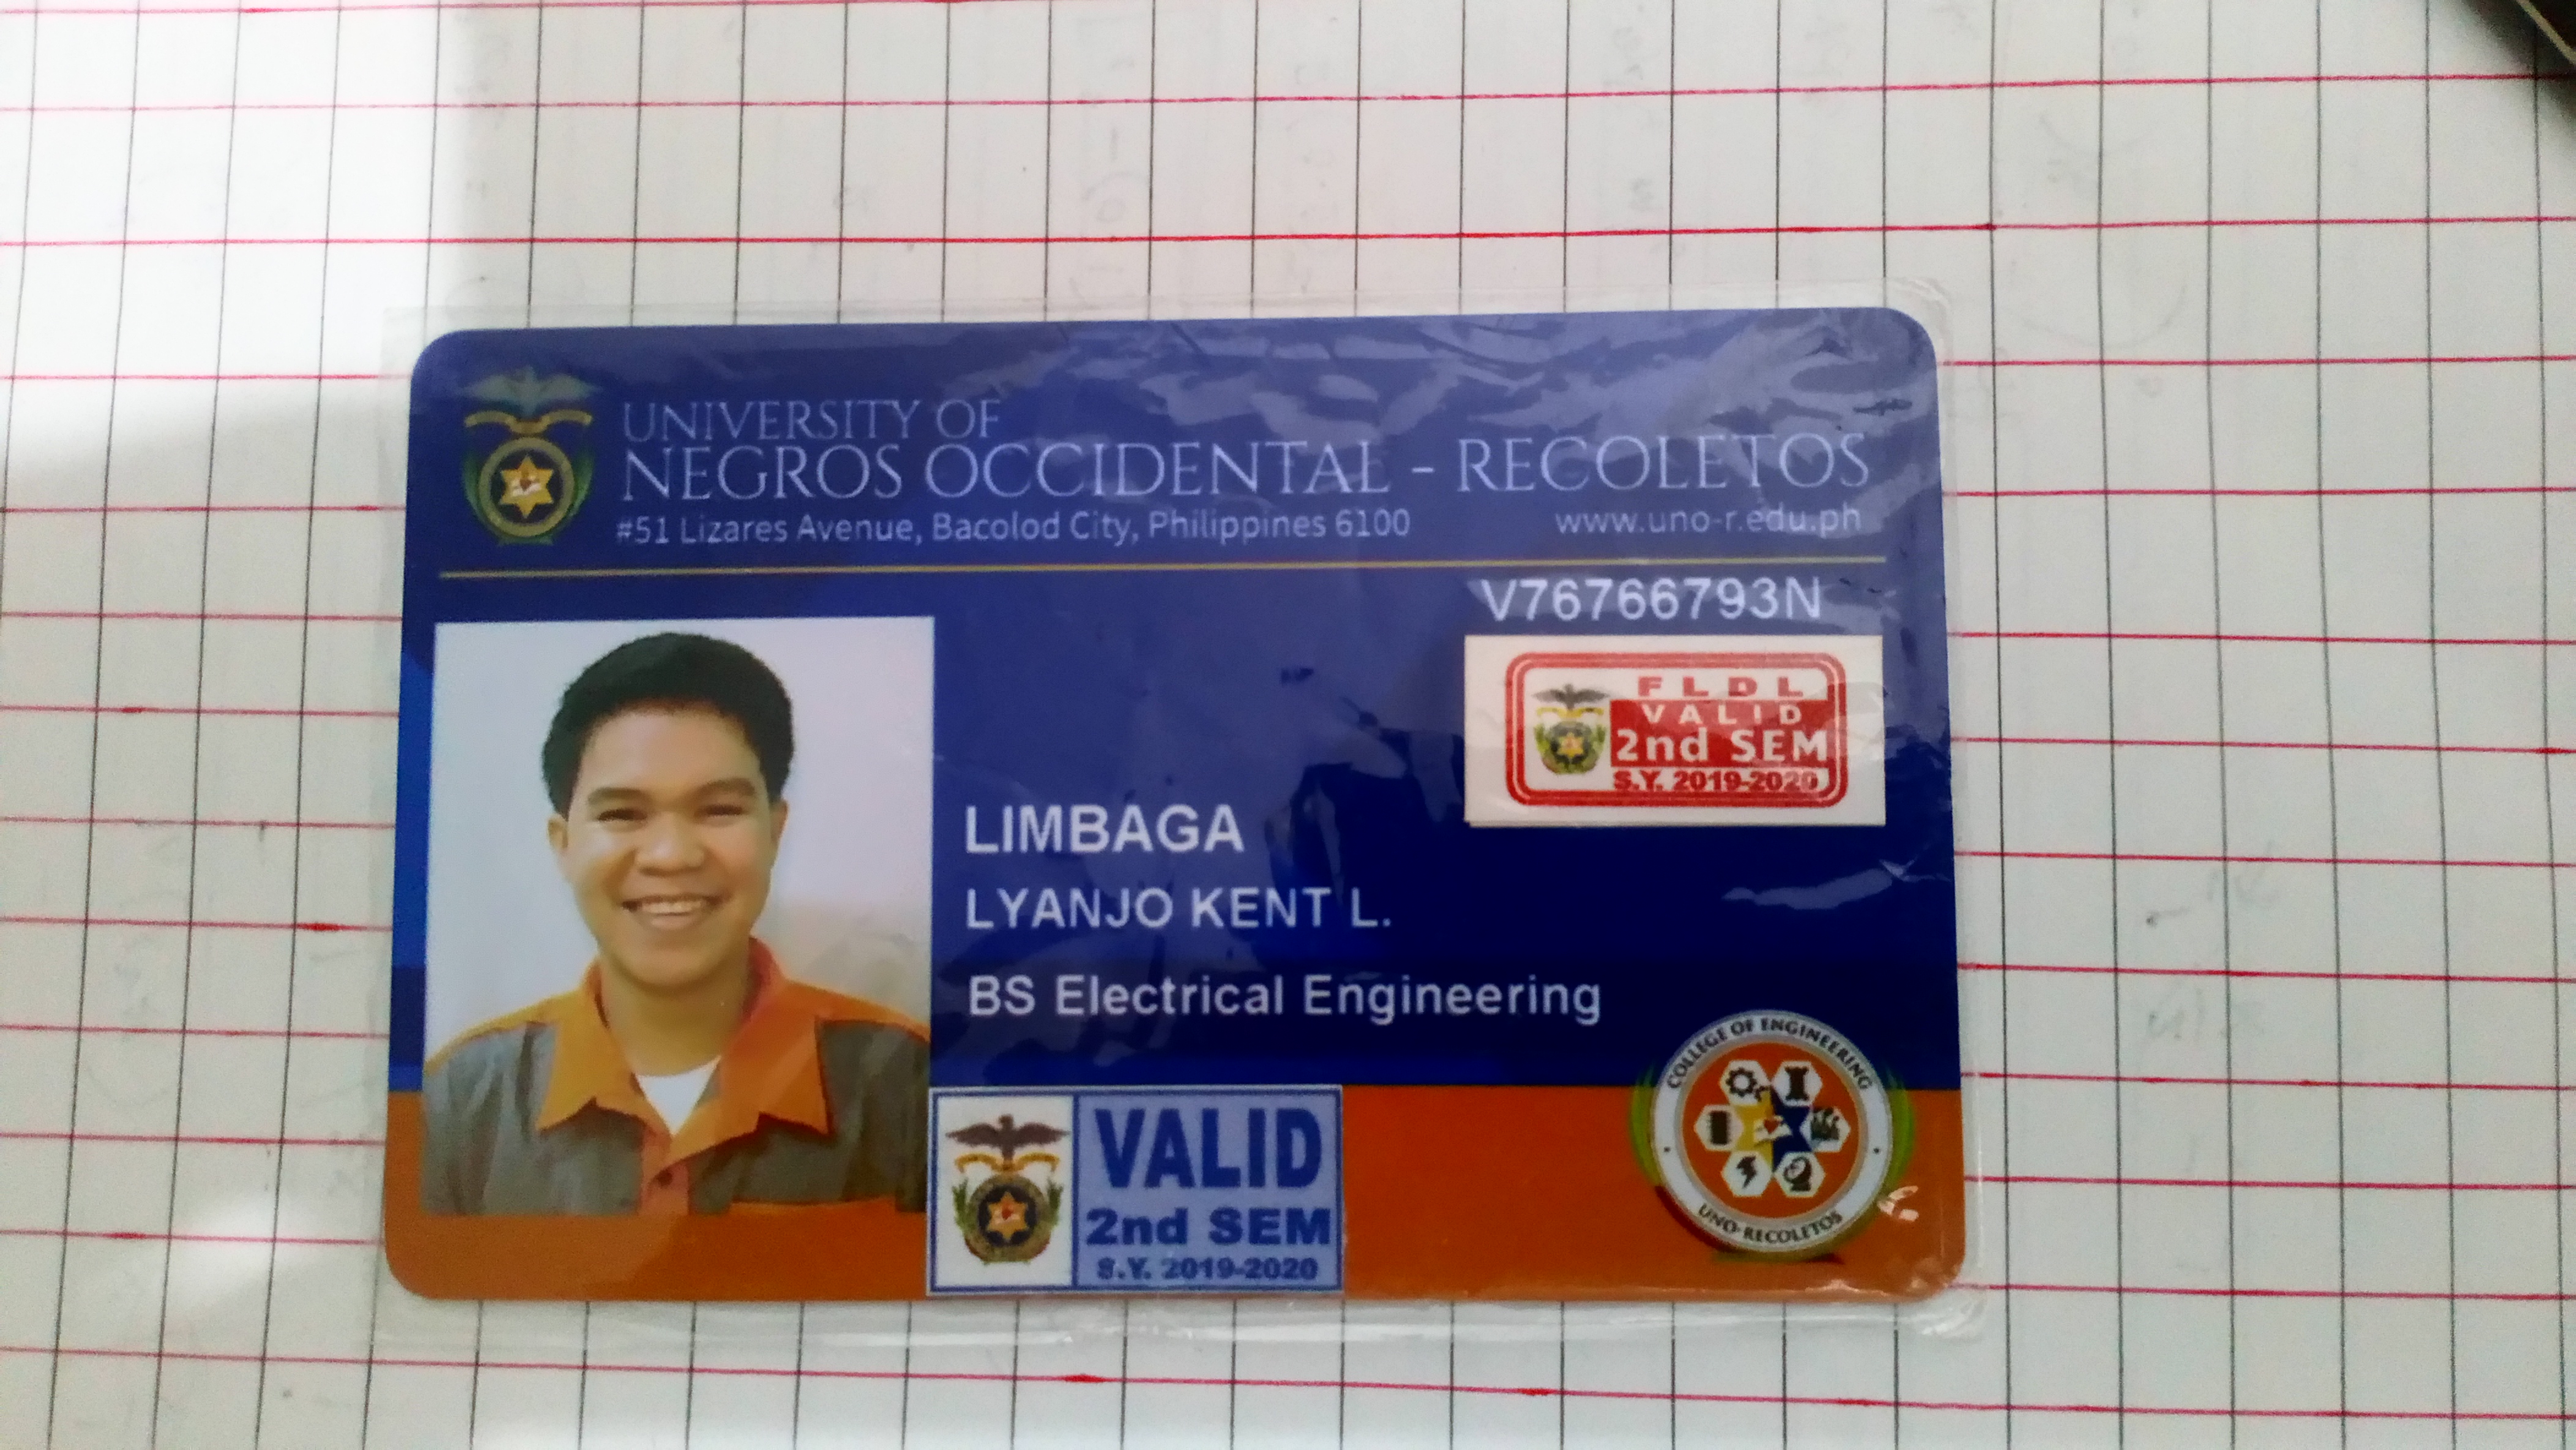 UNIVERSITY OF
NEGROS OCCIDENTAL - RECOLETOS
#51 Lizares Avenue, Bacolod City, Philippines 6100 www.uno-r.edu.ph
V76766793N
FLDL
VALID
2nd SEM
S.Y. 2019-2020
LIMBAGA
LYANJO KENT L.
BS Electrical Engineering
VALID
2nd SEM
S.Y. 2019-2020
COLLEGE OF ENGINEERING
UNO-RECOLETOS